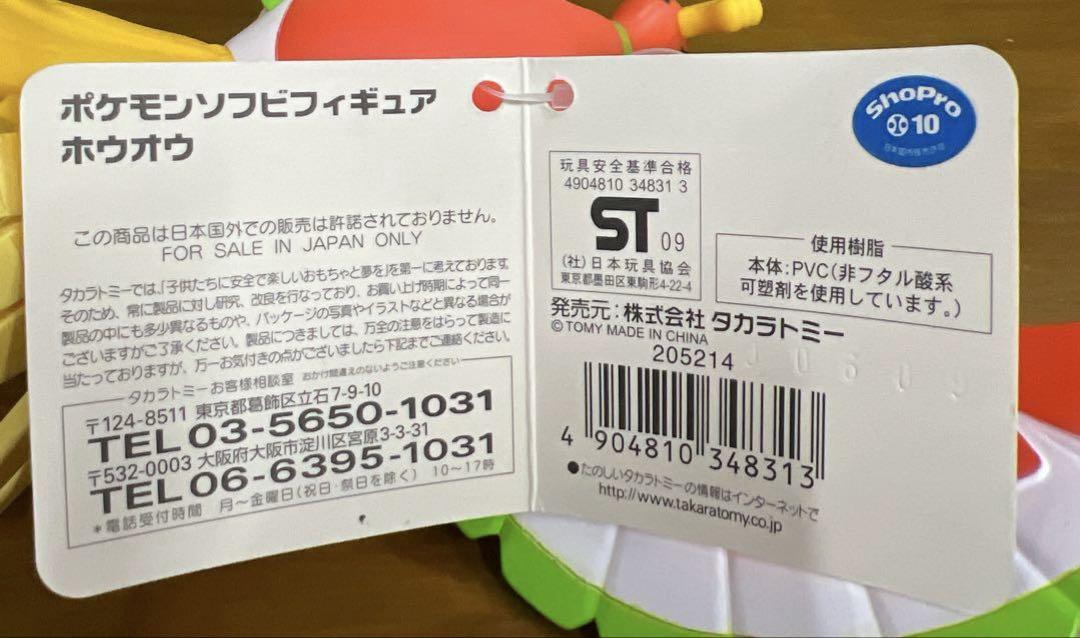 ポケモンソフビフィギュア
ホウオウ
この商品は日本国外での販売は許諾されておりません。
FOR SALE IN JAPAN ONLY
タカラトミーでは、「子供たちに安全で楽しいおもちゃと夢を」を第一に考えております。
そのため、常に製品に対し研究、改良を行なっており、お買い上げ時期によって同一
製品の中にも多少異なるものや、パッケージの写真やイラストなどと異なる場合が
ございますがご了承ください。製品につきましては、万全の注意をはらって製造に
当たっておりますが、万一お気付きの点がございましたら下記までご連絡ください。
タカラトミーお客様相談室 おかけ間違えのないようご注意ください
〒124-8511 東京都葛飾区立石7-9-10
TEL 03-5650-1031
〒532-0003 大阪府大阪市淀川区宮原3-3-31
TEL 06-6395-1031
*電話受付時間 月〜金曜日(祝日・祭日を除く) 10〜17時
ShoPro
10
玩具安全基準合格
4904810 34831 3
ST 09
(社)日本玩具協会
東京都墨田区東駒形4-22-4
使用樹脂
本体:PVC(非フタル酸系
可塑剤を使用しています。)
発売元:株式会社 タカラトミー
©TOMY MADE IN CHINA
205214
4 904810 348313
●たのしいタカラトミーの情報はインターネットで
http://www.takaratomy.co.jp